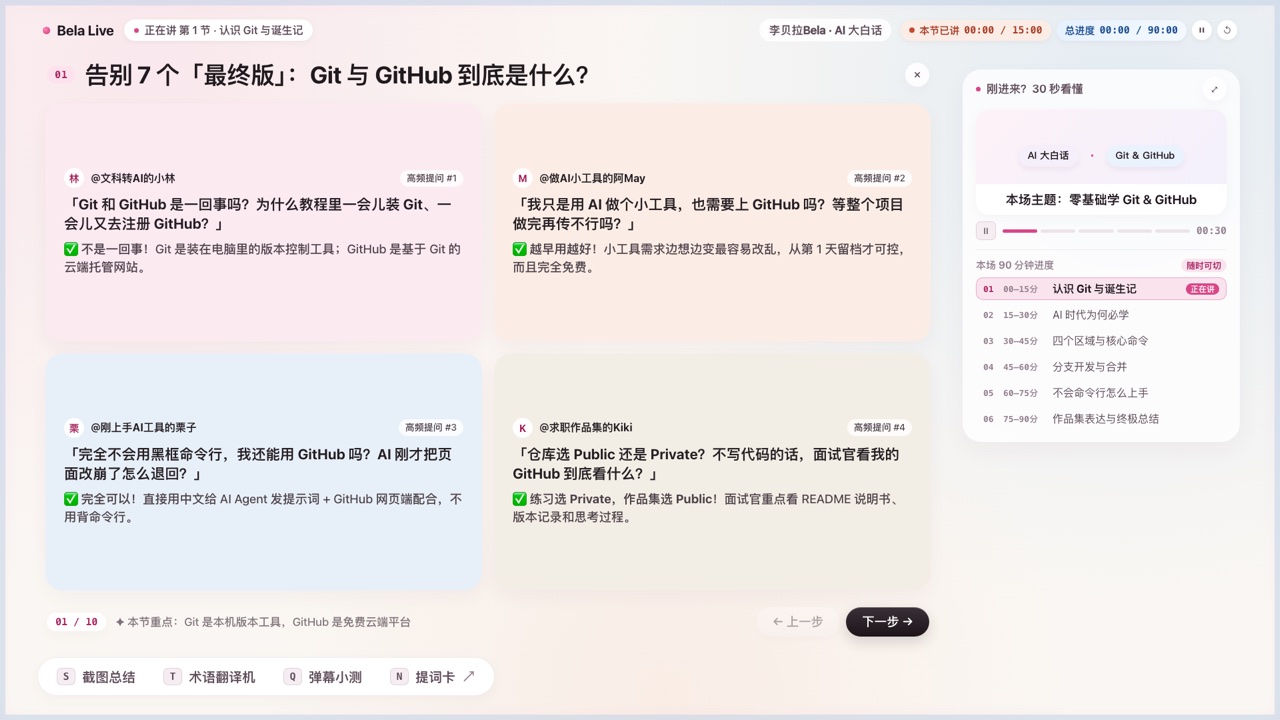 Bela Live
正在讲 第 1 节 · 认识 Git 与诞生记
李贝拉Bela · AI 大白话
本节已讲 00:00 / 15:00
总进度 00:00 / 90:00
01 告别 7 个「最终版」：Git 与 GitHub 到底是什么?
林 @文科转AI的小林 高频提问 #1
「Git 和 GitHub 是一回事吗？为什么教程里一会儿装 Git、一
会儿又去注册 GitHub？」
✅ 不是一回事！Git 是装在电脑里的版本控制工具；GitHub 是基于 Git 的
云端托管网站。
M @做AI小工具的阿May 高频提问 #2
「我只是用 AI 做个小工具，也需要上 GitHub 吗？等整个项目
做完再传不行吗？」
✅ 越早用越好！小工具需求边想边变最容易改乱，从第 1 天留档才可控，
而且完全免费。
栗 @刚上手AI工具的栗子 高频提问 #3
「完全不会用黑框命令行，我还能用 GitHub 吗？AI 刚才把页
面改崩了怎么退回？」
✅ 完全可以！直接用中文给 AI Agent 发提示词 + GitHub 网页端配合，不
用背命令行。
K @求职作品集的Kiki 高频提问 #4
「仓库选 Public 还是 Private？不写代码的话，面试官看我的
GitHub 到底看什么？」
✅ 练习选 Private，作品集选 Public！面试官重点看 README 说明书、
版本记录和思考过程。
01 / 10 ✦ 本节重点：Git 是本机版本工具，GitHub 是免费云端平台
← 上一步
下一步 →
S 截图总结
T 术语翻译机
Q 弹幕小测
N 提词卡 ↗
刚进来？30 秒看懂
AI 大白话 · Git & GitHub
本场主题：零基础学 Git & GitHub
00:30
本场 90 分钟进度 随时可切
01 00–15分 认识 Git 与诞生记 正在讲
02 15–30分 AI 时代为何必学
03 30–45分 四个区域与核心命令
04 45–60分 分支开发与合并
05 60–75分 不会命令行怎么上手
06 75–90分 作品集表达与终极总结